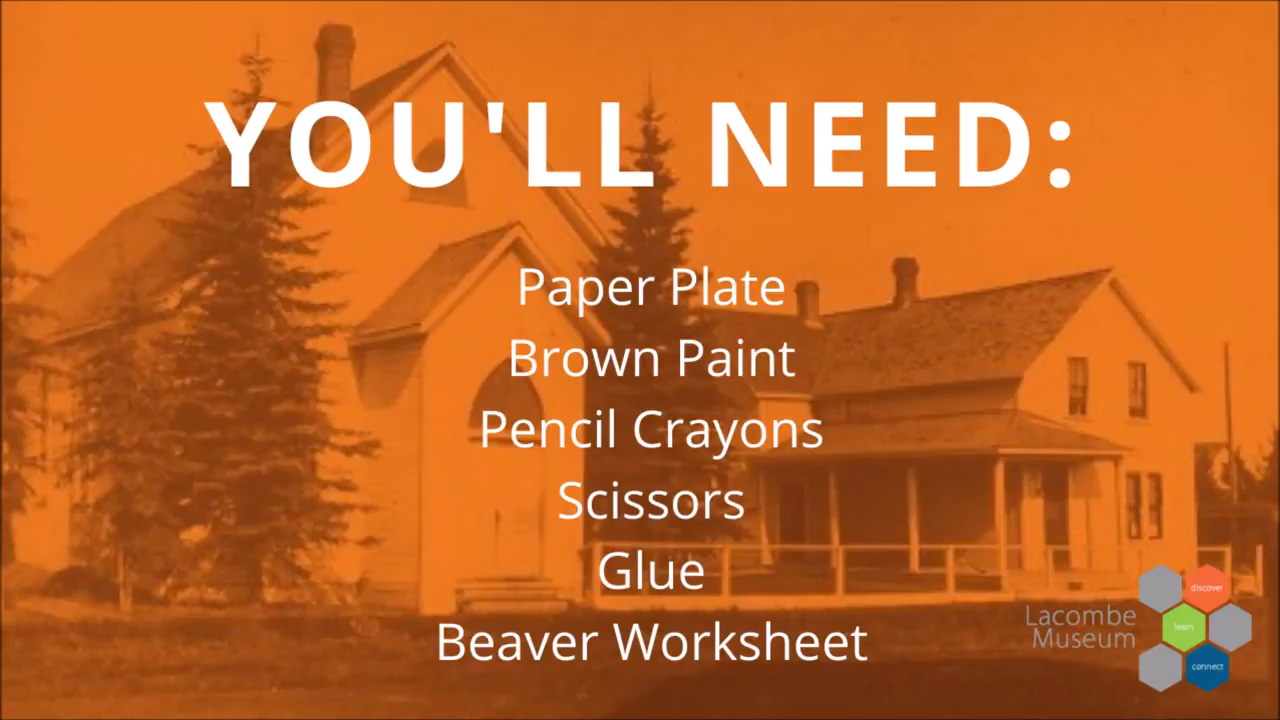 YOU'LL NEED:
Paper Plate
Brown Paint
Pencil Crayons
Scissors
Glue
Beaver Worksheet
Lacombe
Museum
discover
learn
connect